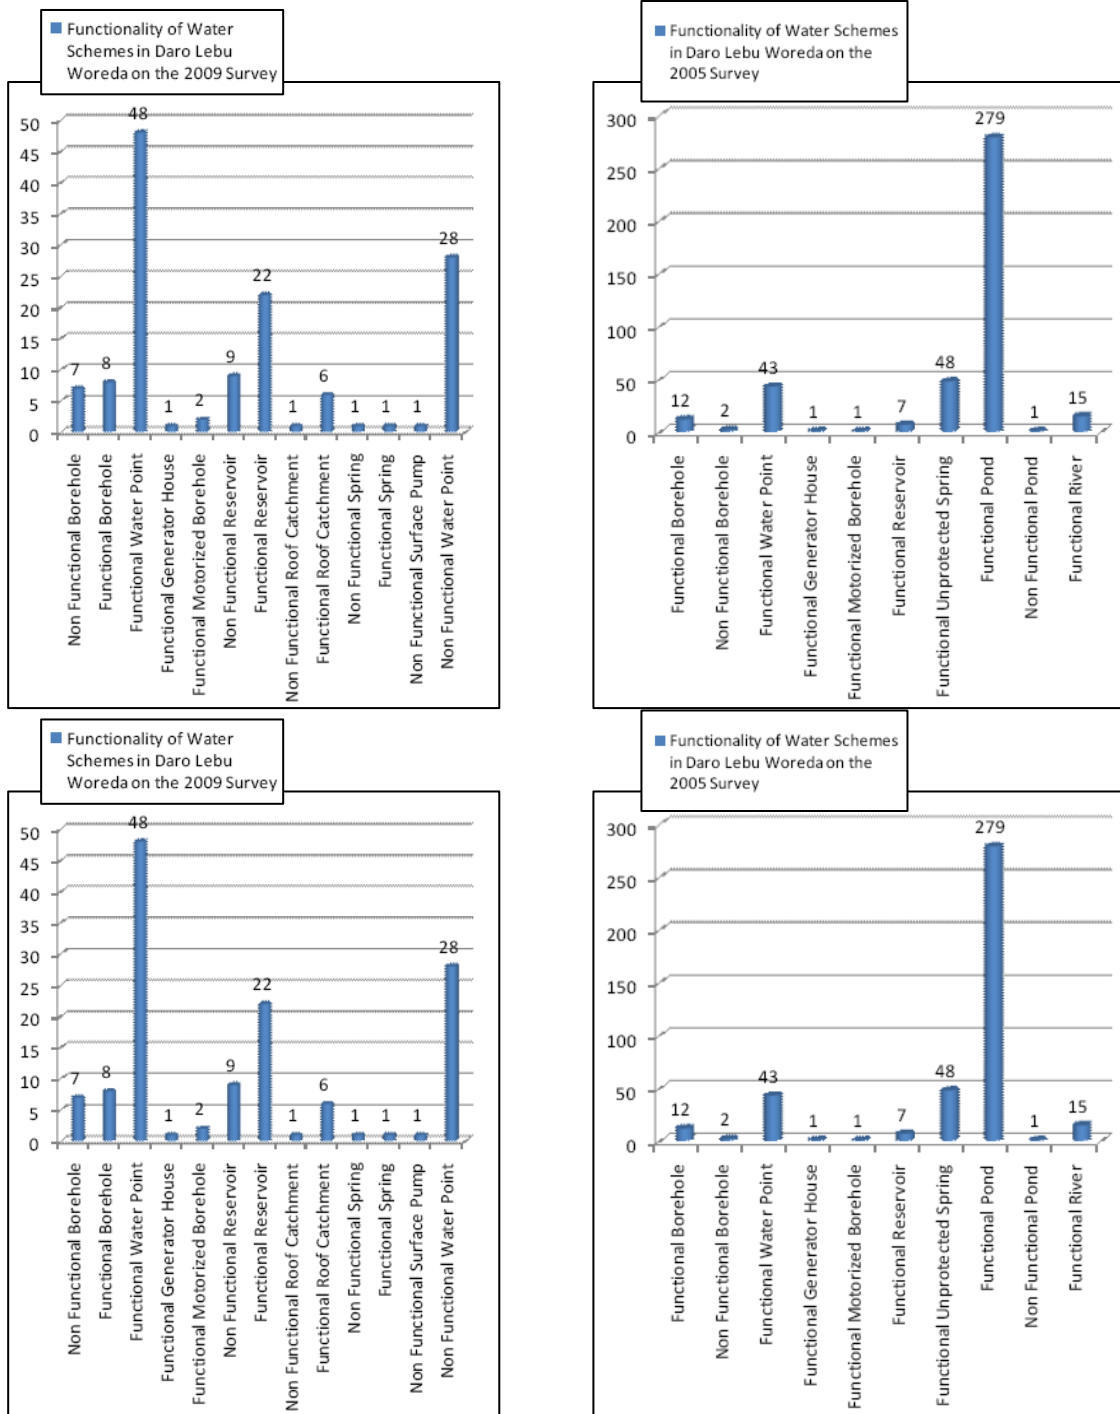 Functionality of Water
Schemes in Daro Lebu
Woreda on the 2009 Survey
50
45
40
35
30
25
20
15
10
5
0
7
8
48
1
2
9
22
1
6
1
1
1
28
Non Functional Borehole
Functional Borehole
Functional Water Point
Functional Generator House
Functional Motorized Borehole
Non Functional Reservoir
Functional Reservoir
Non Functional Roof Catchment
Functional Roof Catchment
Non Functional Spring
Functional Spring
Non Functional Surface Pump
Non Functional Water Point
Functionality of Water Schemes
in Daro Lebu Woreda on the
2005 Survey
300
250
200
150
100
50
0
12
2
43
1
1
7
48
279
1
15
Functional Borehole
Non Functional Borehole
Functional Water Point
Functional Generator House
Functional Motorized Borehole
Functional Reservoir
Functional Unprotected Spring
Functional Pond
Non Functional Pond
Functional River
Functionality of Water
Schemes in Daro Lebu
Woreda on the 2009 Survey
50
45
40
35
30
25
20
15
10
5
0
7
8
48
1
2
9
22
1
6
1
1
1
28
Non Functional Borehole
Functional Borehole
Functional Water Point
Functional Generator House
Functional Motorized Borehole
Non Functional Reservoir
Functional Reservoir
Non Functional Roof Catchment
Functional Roof Catchment
Non Functional Spring
Functional Spring
Non Functional Surface Pump
Non Functional Water Point
Functionality of Water Schemes
in Daro Lebu Woreda on the
2005 Survey
300
250
200
150
100
50
0
12
2
43
1
1
7
48
279
1
15
Functional Borehole
Non Functional Borehole
Functional Water Point
Functional Generator House
Functional Motorized Borehole
Functional Reservoir
Functional Unprotected Spring
Functional Pond
Non Functional Pond
Functional River